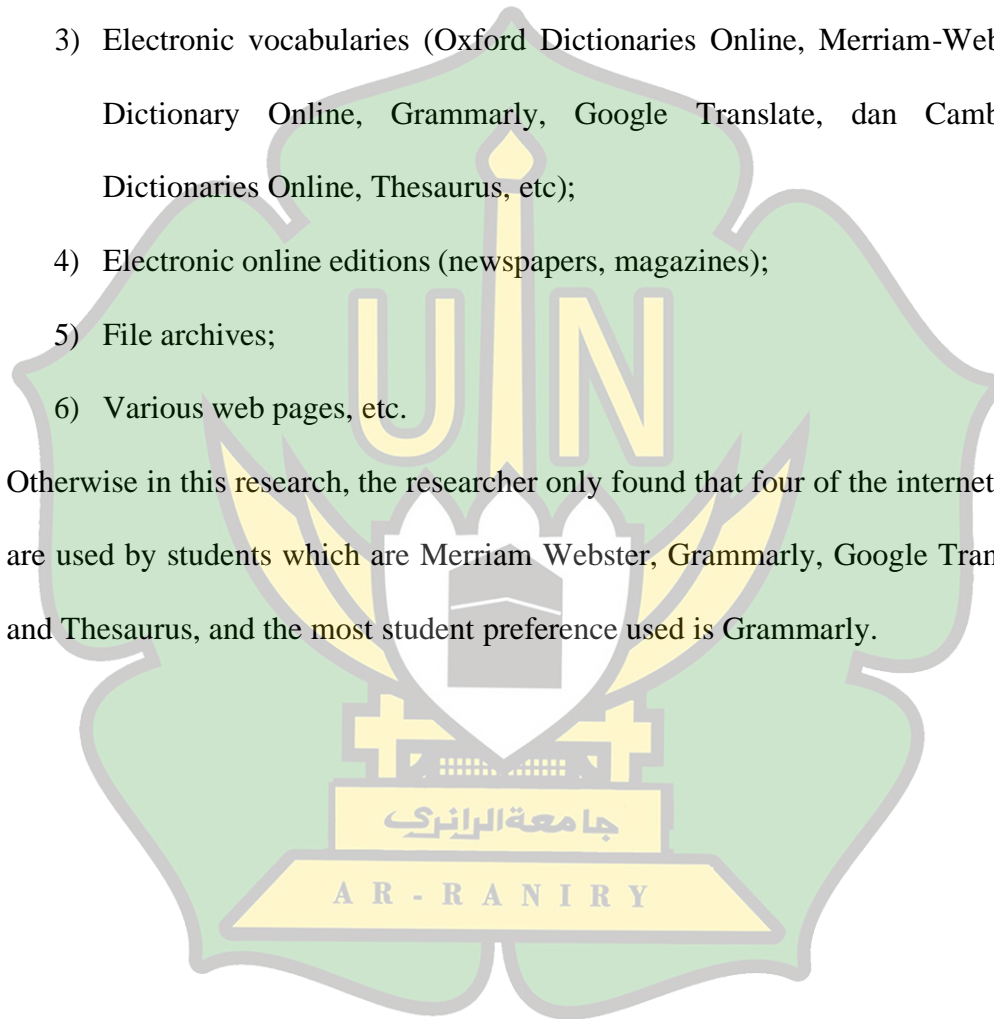 3) Electronic vocabularies (Oxford Dictionaries Online, Merriam-Web
Dictionary Online, Grammarly, Google Translate, dan Camb
Dictionaries Online, Thesaurus, etc);
4) Electronic online editions (newspapers, magazines);
UIN
5) File archives;
6) Various web pages, etc.
Otherwise in this research, the researcher only found that four of the internet
are used by students which are Merriam Webster, Grammarly, Google Tran
and Thesaurus, and the most student preference used is Grammarly.
جامعةالرانري
AR-RANIRY